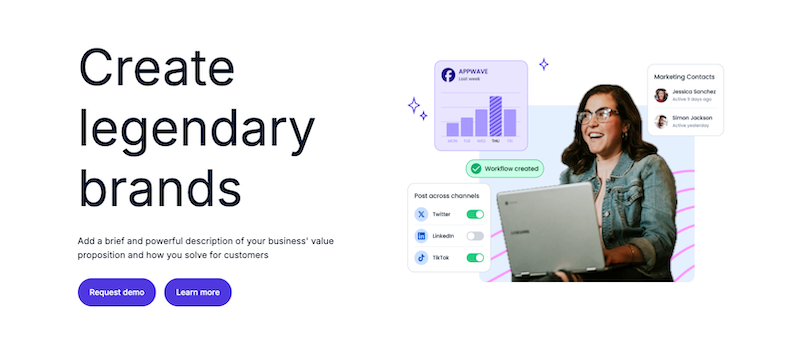 Create
legendary
brands
Add a brief and powerful description of your business' value
proposition and how you solve for customers
Request demo
Learn more
APPWAVE
Last week
MON TUE WED THU FRI
Workflow created
Post across channels
Twitter
LinkedIn
TikTok
Marketing Contacts
Jessica Sanchez
Active 5 days ago
Simon Jackson
Active yesterday
SAMSUNG